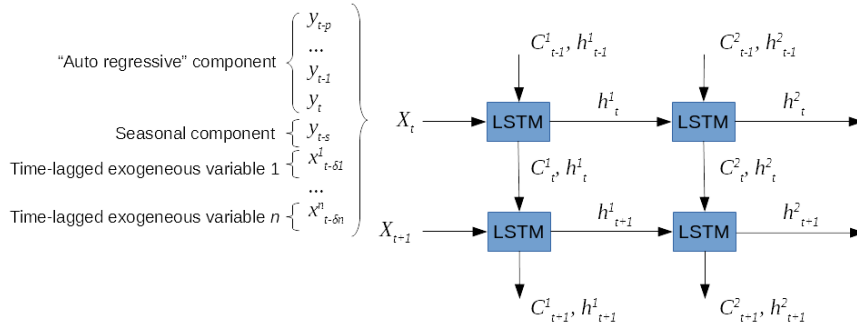 y_{t-p}
...
“Auto regressive” component
y_{t-1}
y_t
Seasonal component
y_{t-s}
Time-lagged exogeneous variable 1
x^1_{t-δ1}
...
Time-lagged exogeneous variable n
x^n_{t-δn}
C^1_{t-1}, h^1_{t-1}
C^2_{t-1}, h^2_{t-1}
X_t
LSTM
h^1_t
LSTM
h^2_t
C^1_t, h^1_t
C^2_t, h^2_t
X_{t+1}
LSTM
h^1_{t+1}
LSTM
h^2_{t+1}
C^1_{t+1}, h^1_{t+1}
C^2_{t+1}, h^2_{t+1}